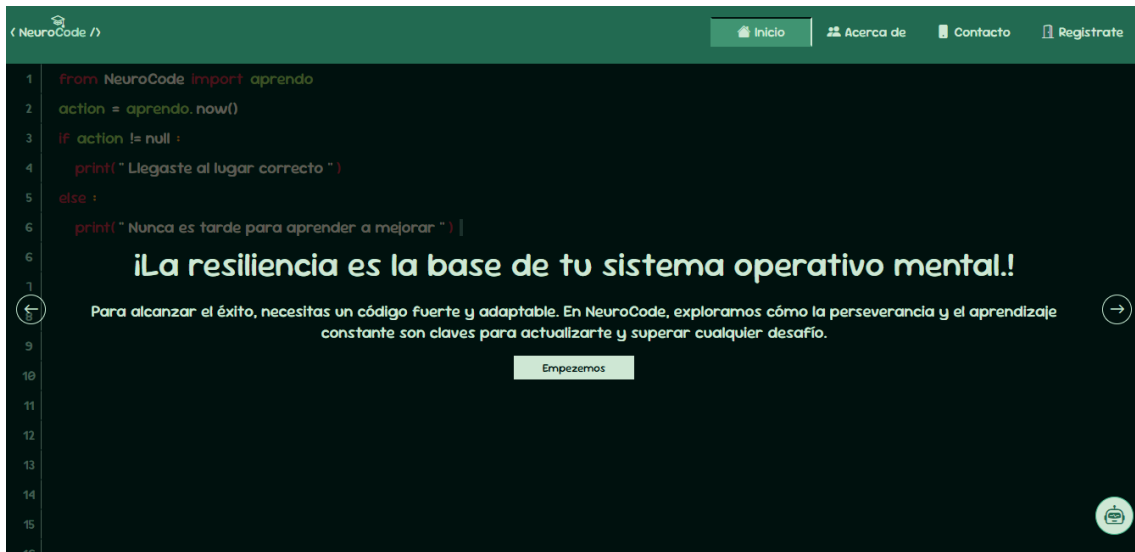 < NeuroCode />
Inicio
Acerca de
Contacto
Registrate
1 from NeuroCode import aprendo
2 action = aprendo.now()
3 if action != null :
4 print( " Llegaste al lugar correcto " )
5 else :
6 print( " Nunca es tarde para aprender a mejorar " ) |
6
¡La resiliencia es la base de tu sistema operativo mental.!
7
8
Para alcanzar el éxito, necesitas un código fuerte y adaptable. En NeuroCode, exploramos cómo la perseverancia y el aprendizaje
constante son claves para actualizarte y superar cualquier desafío.
9
Empezemos
10
11
12
13
14
15